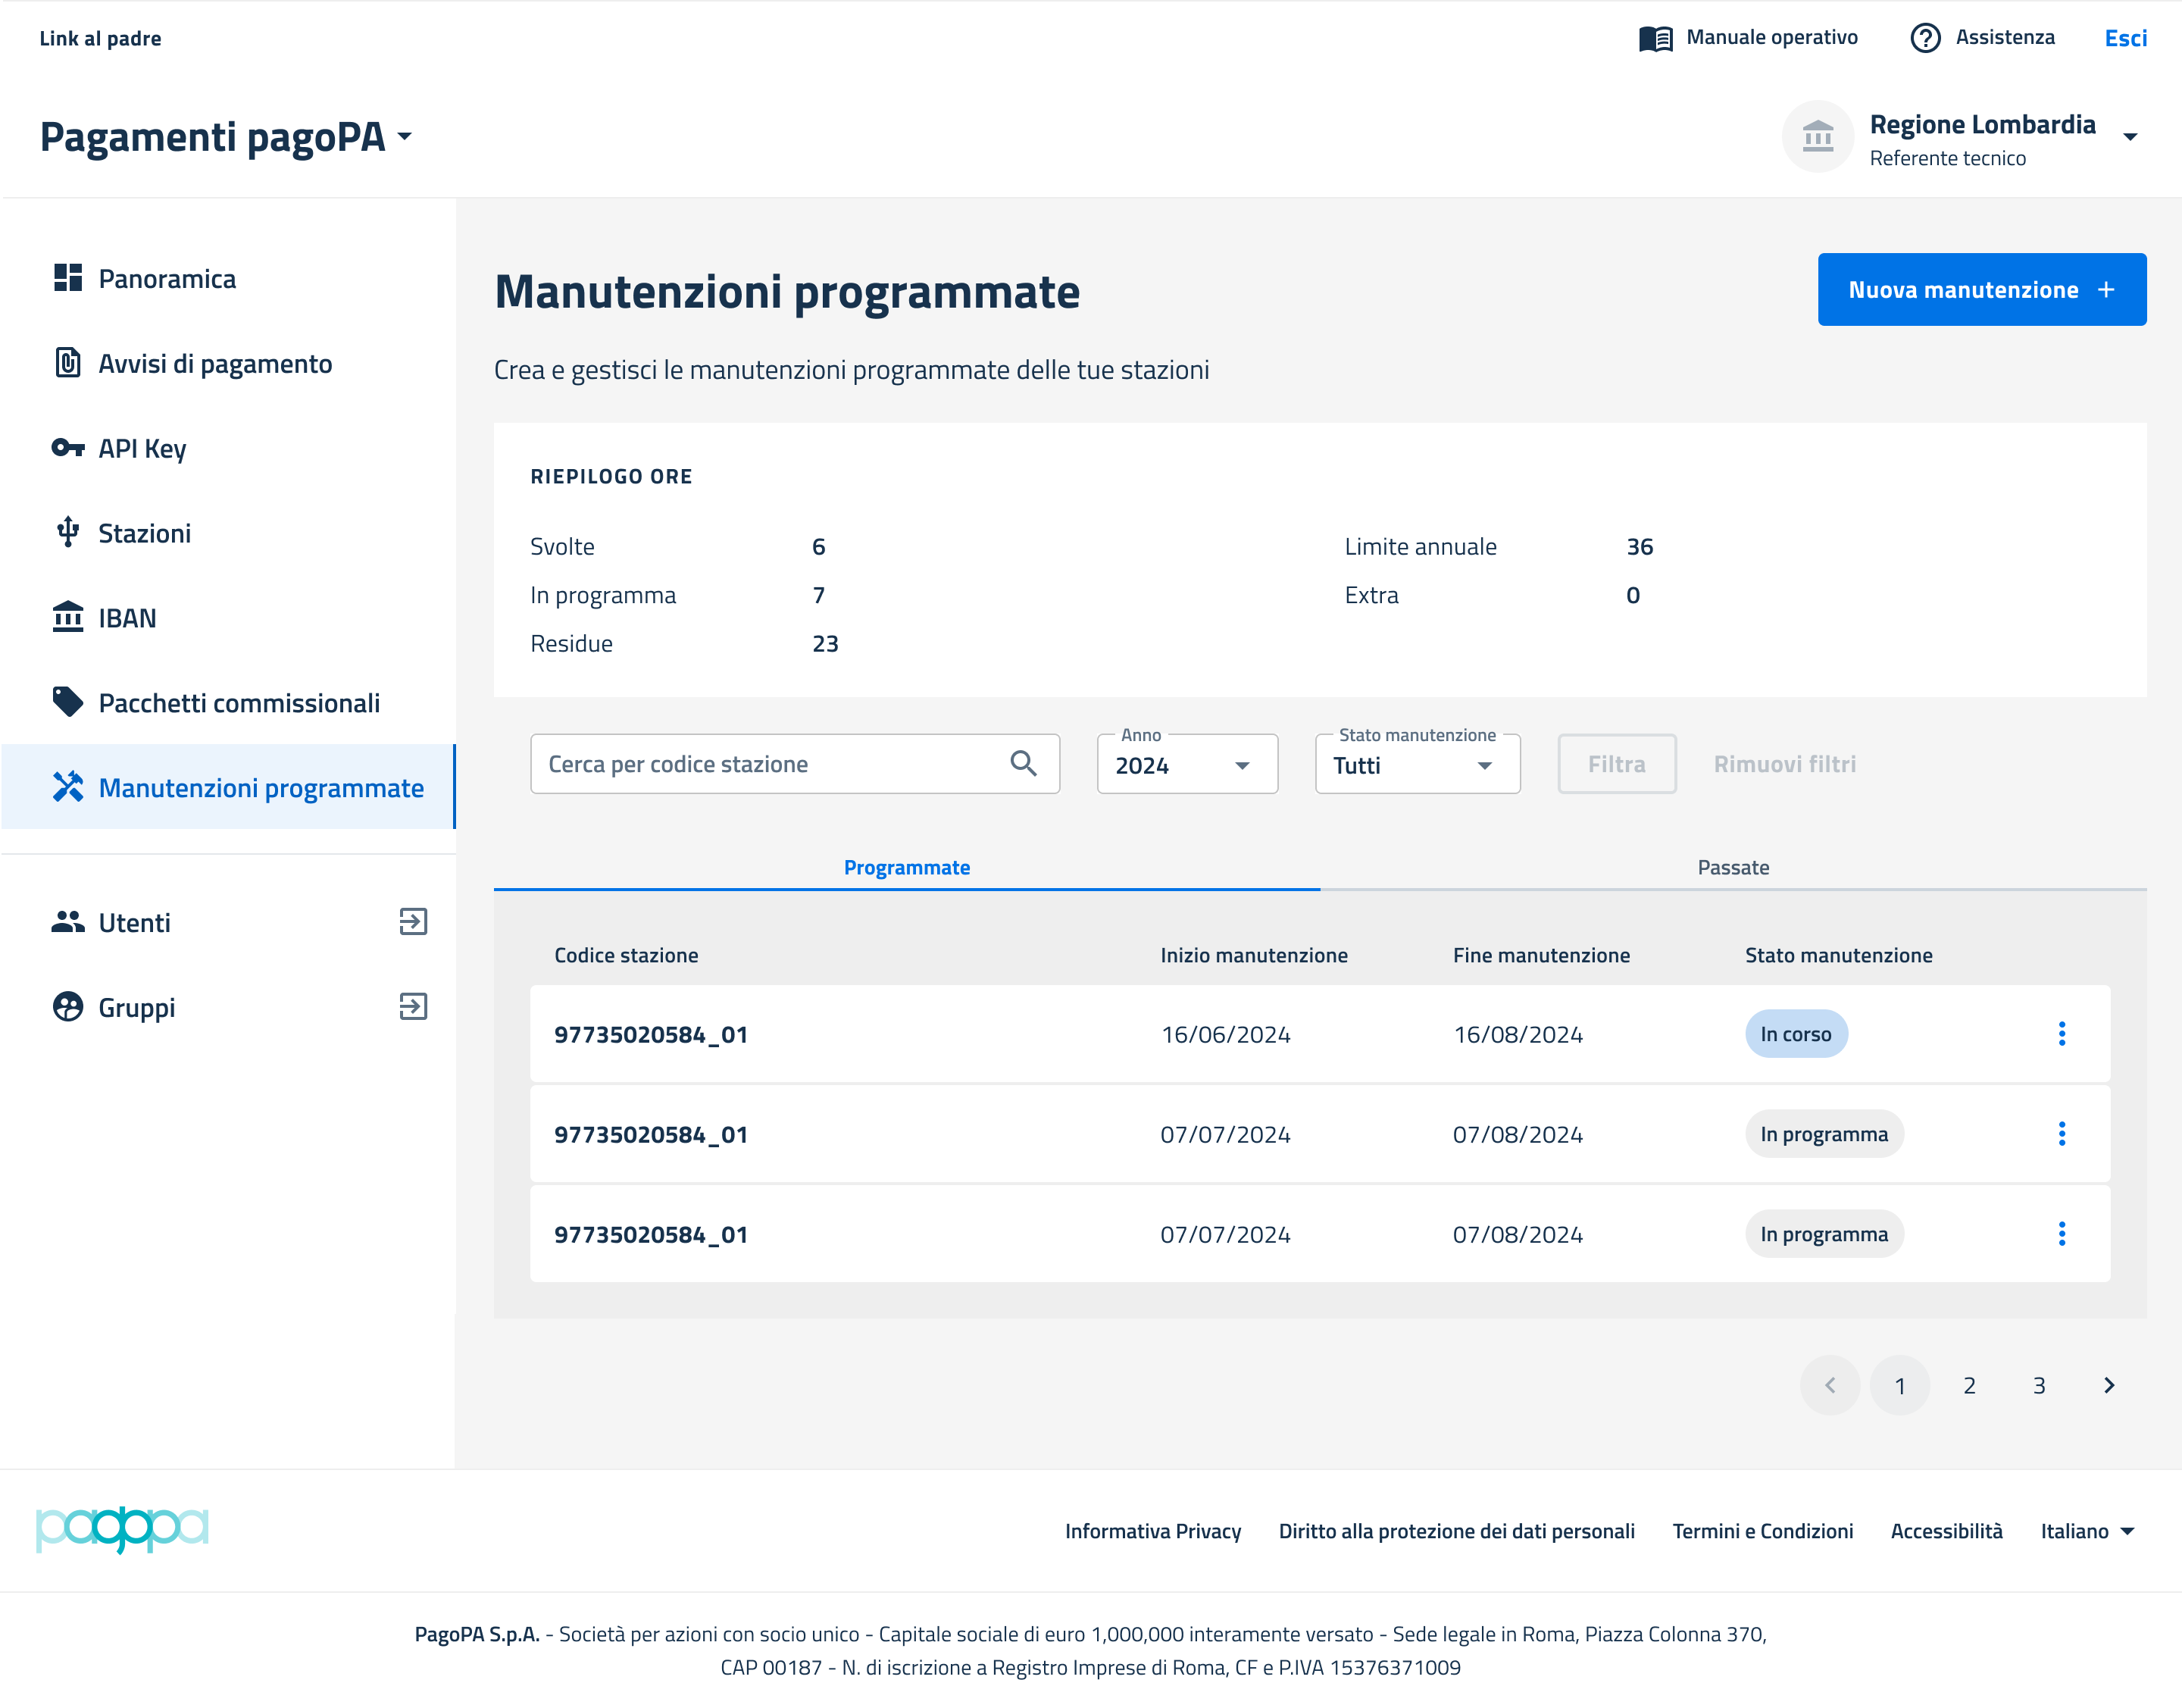 Link al padre
Manuale operativo
Assistenza
Esci
Pagamenti pagoPA
Regione Lombardia
Referente tecnico
Panoramica
Avvisi di pagamento
API Key
Stazioni
IBAN
Pacchetti commissionali
Manutenzioni programmate
Utenti
Gruppi
Manutenzioni programmate
Nuova manutenzione +
Crea e gestisci le manutenzioni programmate delle tue stazioni
RIEPILOGO ORE
Svolte 6
Limite annuale 36
In programma 7
Extra 0
Residue 23
Cerca per codice stazione
Anno
2024
Stato manutenzione
Tutti
Filtra
Rimuovi filtri
Programmate
Passate
Codice stazione Inizio manutenzione Fine manutenzione Stato manutenzione
97735020584_01 16/06/2024 16/08/2024 In corso
97735020584_01 07/07/2024 07/08/2024 In programma
97735020584_01 07/07/2024 07/08/2024 In programma
1 2 3
pagopa
Informativa Privacy Diritto alla protezione dei dati personali Termini e Condizioni Accessibilità Italiano
PagoPA S.p.A. - Società per azioni con socio unico - Capitale sociale di euro 1,000,000 interamente versato - Sede legale in Roma, Piazza Colonna 370,
CAP 00187 - N. di iscrizione a Registro Imprese di Roma, CF e P.IVA 15376371009